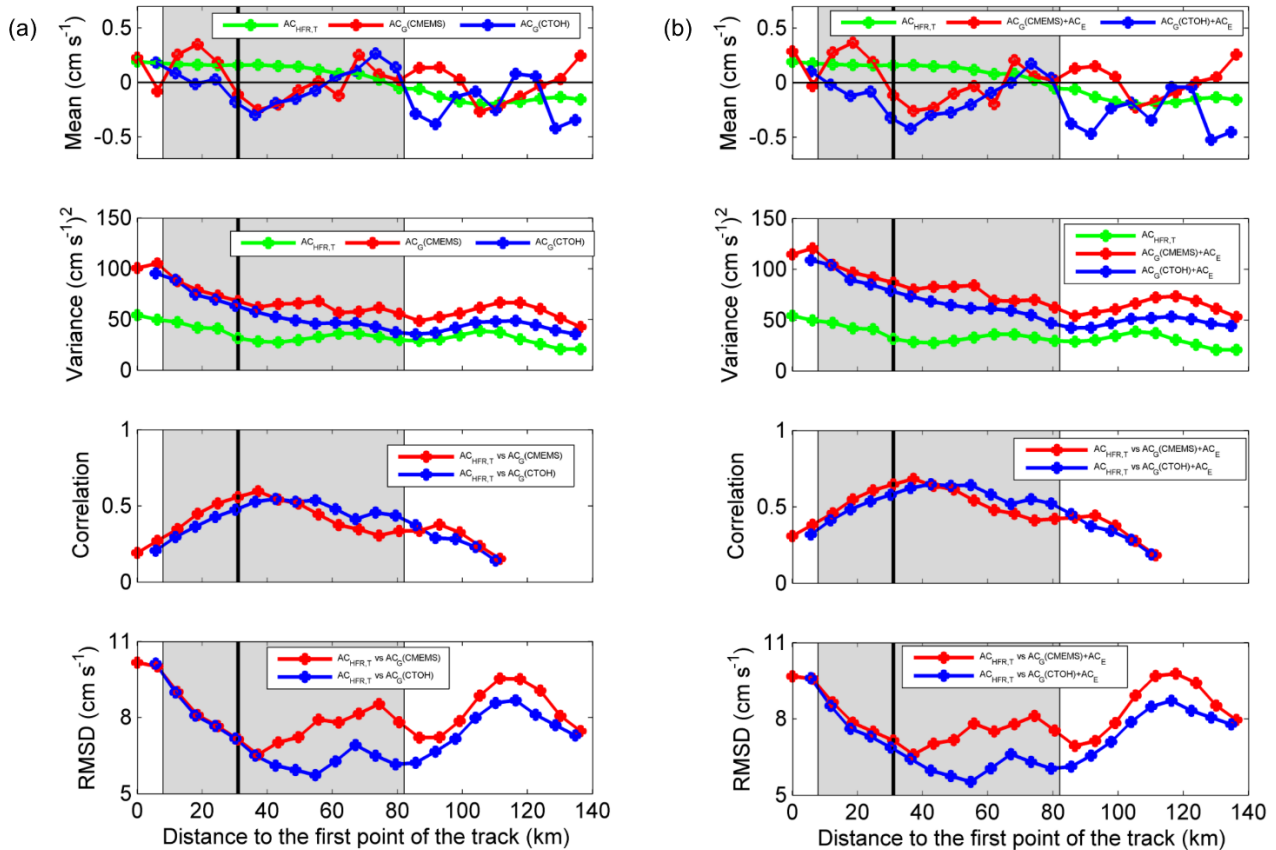 (a)
AC_HFR,T AC_G(CMEMS) AC_G(CTOH)
Mean (cm s⁻¹)
0.5
0
-0.5
AC_HFR,T AC_G(CMEMS) AC_G(CTOH)
Variance (cm s⁻¹)²
150
100
50
0
AC_HFR,T vs AC_G(CMEMS)
AC_HFR,T vs AC_G(CTOH)
Correlation
1
0.5
0
AC_HFR,T vs AC_G(CMEMS)
AC_HFR,T vs AC_G(CTOH)
RMSD (cm s⁻¹)
11
8
5
0 20 40 60 80 100 120 140
Distance to the first point of the track (km)
(b)
AC_HFR,T AC_G(CMEMS)+AC_E AC_G(CTOH)+AC_E
Mean (cm s⁻¹)
0.5
0
-0.5
AC_HFR,T
AC_G(CMEMS)+AC_E
AC_G(CTOH)+AC_E
Variance (cm s⁻¹)²
150
100
50
0
AC_HFR,T vs AC_G(CMEMS)+AC_E
AC_HFR,T vs AC_G(CTOH)+AC_E
Correlation
1
0.5
0
AC_HFR,T vs AC_G(CMEMS)+AC_E
AC_HFR,T vs AC_G(CTOH)+AC_E
RMSD (cm s⁻¹)
11
8
5
0 20 40 60 80 100 120 140
Distance to the first point of the track (km)